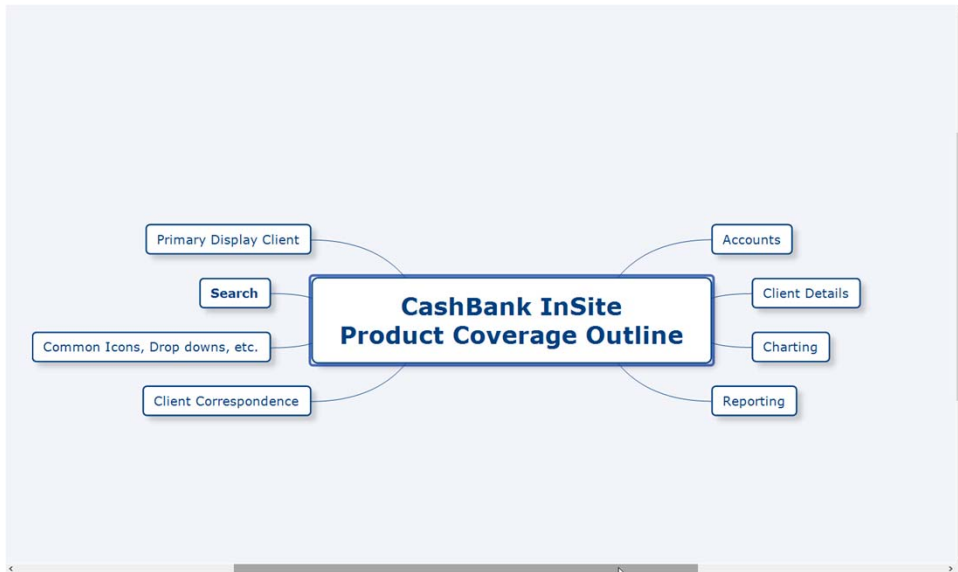 Primary Display Client
Accounts
Search
Client Details
CashBank InSite
Product Coverage Outline
Common Icons, Drop downs, etc.
Charting
Client Correspondence
Reporting